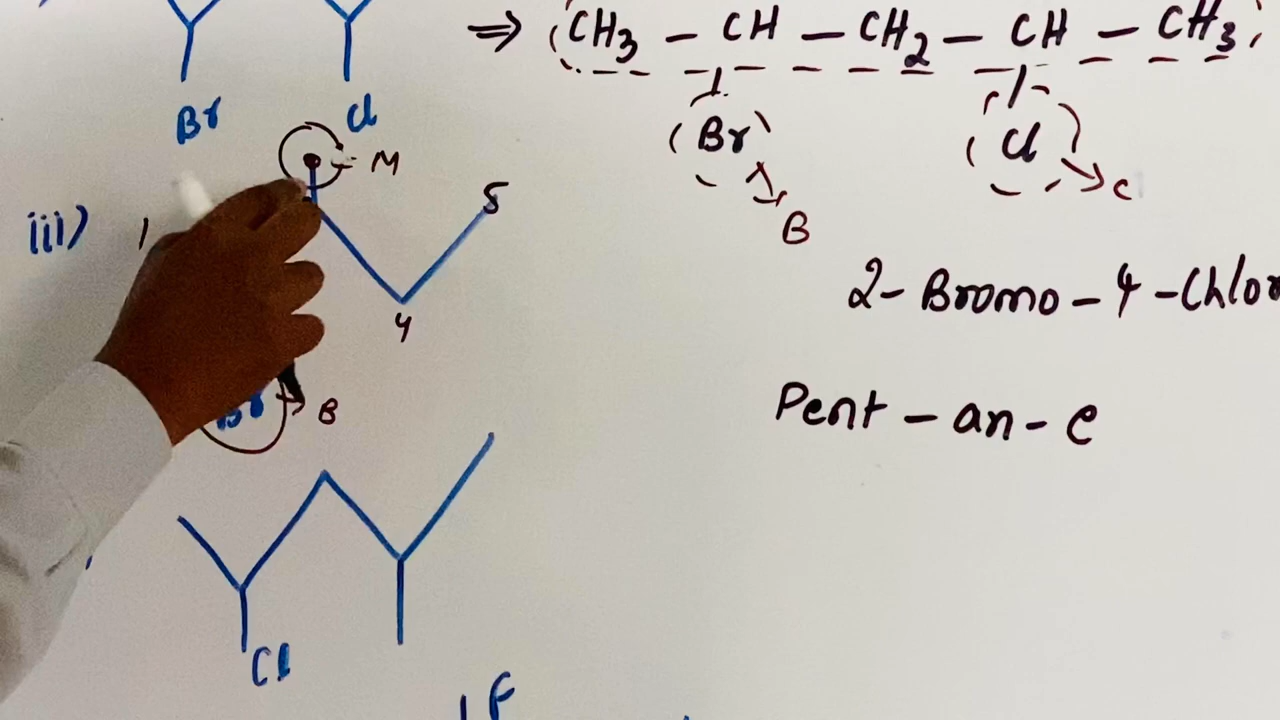 ⇒ CH3 – CH – CH2 – CH – CH3
Br Cl
Br Cl
B C
M
iii) 1 5
4
2-Bromo-4-Chlor
Br → B
Pent-an-e
Cl
F